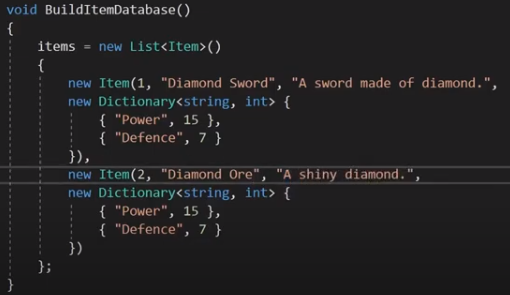 void BuildItemDatabase()
{
    items = new List<Item>()
    {
        new Item(1, "Diamond Sword", "A sword made of diamond.",
        new Dictionary<string, int> {
            { "Power", 15 },
            { "Defence", 7 }
        }),
        new Item(2, "Diamond Ore", "A shiny diamond.",
        new Dictionary<string, int> {
            { "Power", 15 },
            { "Defence", 7 }
        })
    };
}